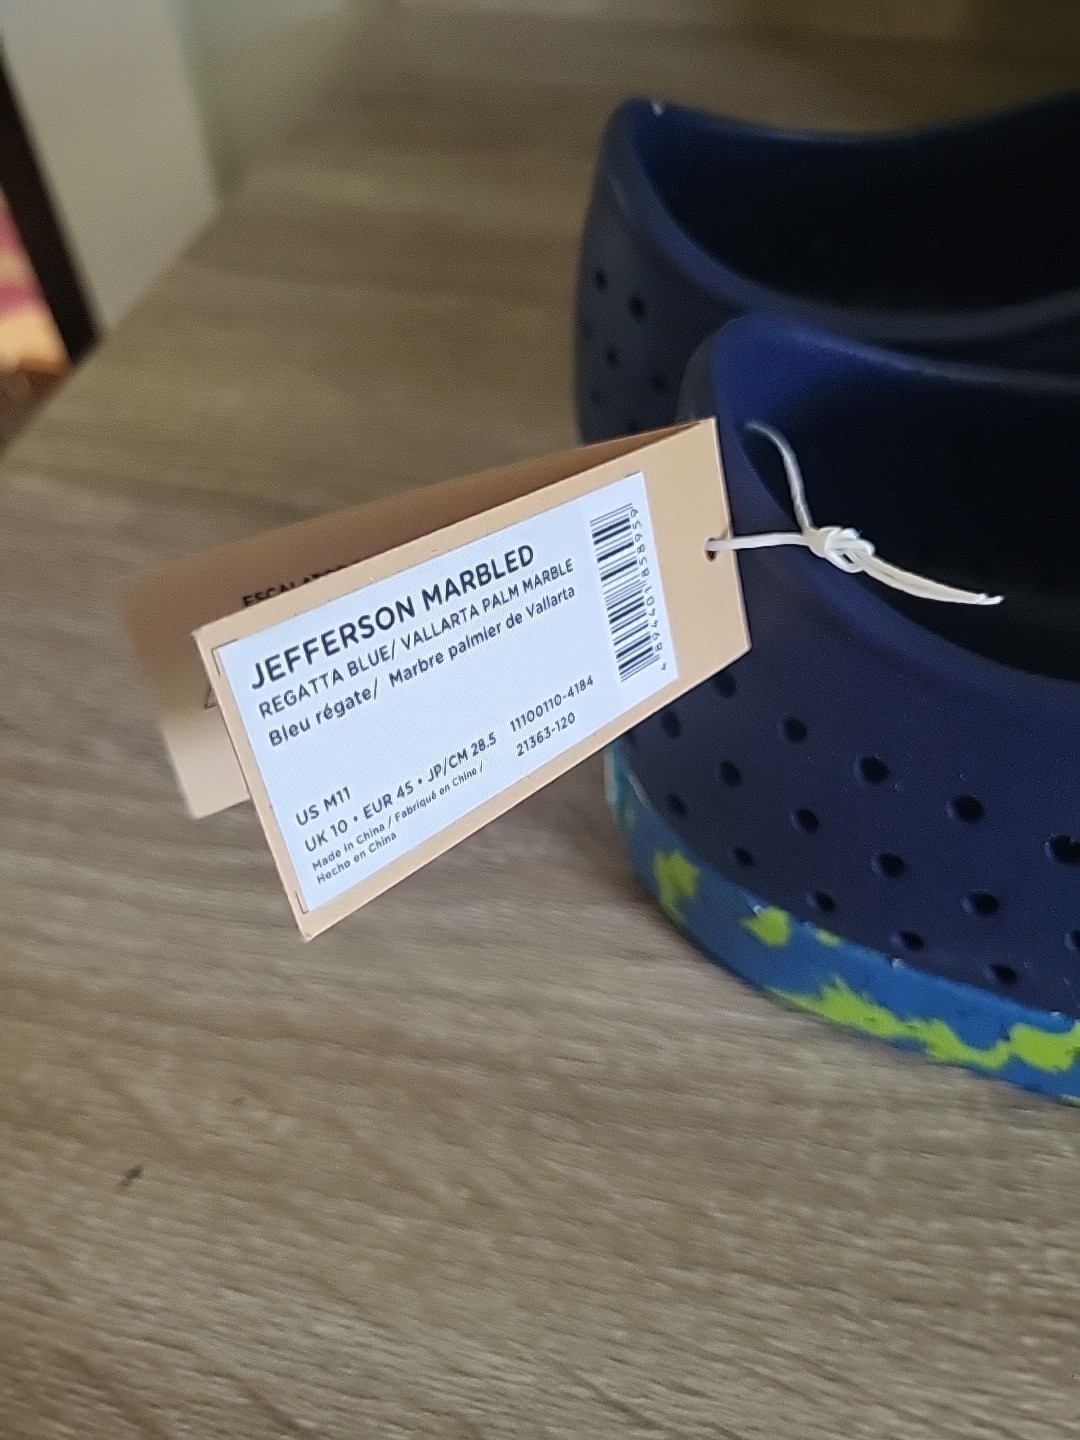 JEFFERSON MARBLED
REGATTA BLUE/ VALLARTA PALM MARBLE
Bleu régate/ Marbre palmier de Vallarta
US M11
UK 10 • EUR 45 • JP/CM 28.5
Made in China / Fabriqué en Chine /
Hecho en China
11100110-4184
21363-120
4894401858959